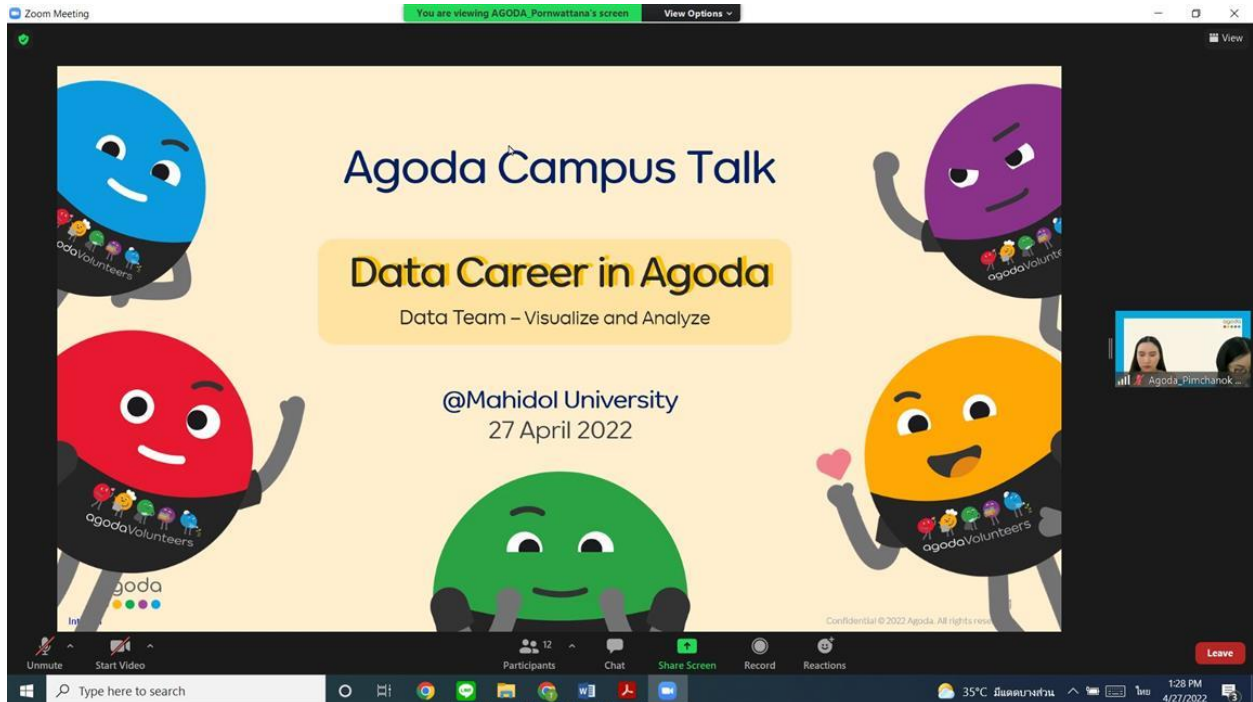 Zoom Meeting
You are viewing AGODA_Pornwattana's screen
View Options
View
Agoda Campus Talk
Data Career in Agoda
Data Team – Visualize and Analyze
@Mahidol University
27 April 2022
agodaVolunteers
agodaVolunteers
agodaVolunteers
agoda
Agoda_Pimchanok ...
Confidential © 2022 Agoda. All rights rese
Unmute
Start Video
Participants
12
Chat
Share Screen
Record
Reactions
Leave
Type here to search
35°C มีแดดบางส่วน
ไทย
1:28 PM
4/27/2022
3